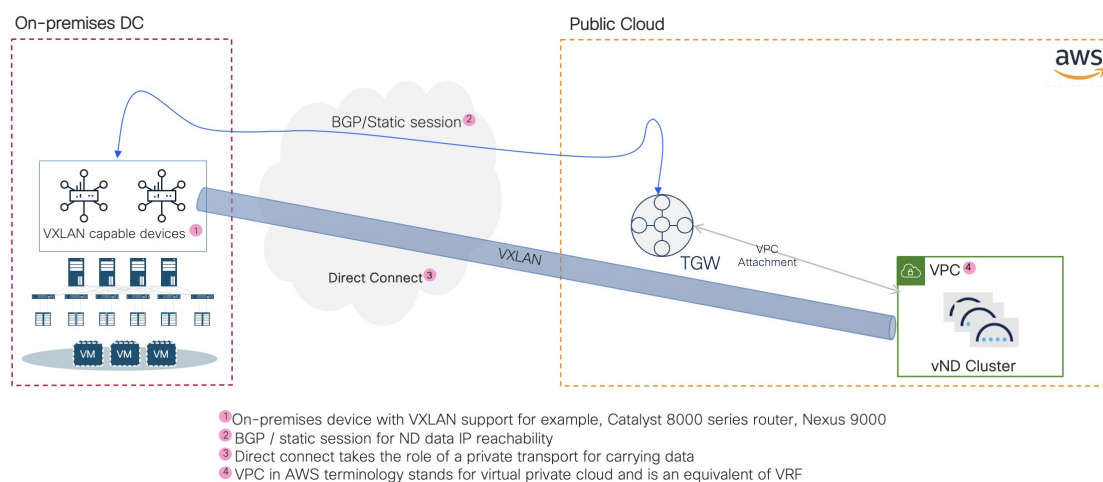 On-premises DC
Public Cloud
aws
BGP/Static session 2
VXLAN capable devices 1
VXLAN
TGW
VPC
Attachment
Direct Connect 3
VPC 4
vND Cluster
VM VM VM
1 On-premises device with VXLAN support for example, Catalyst 8000 series router, Nexus 9000
2 BGP / static session for ND data IP reachability
3 Direct connect takes the role of a private transport for carrying data
4 VPC in AWS terminology stands for virtual private cloud and is an equivalent of VRF